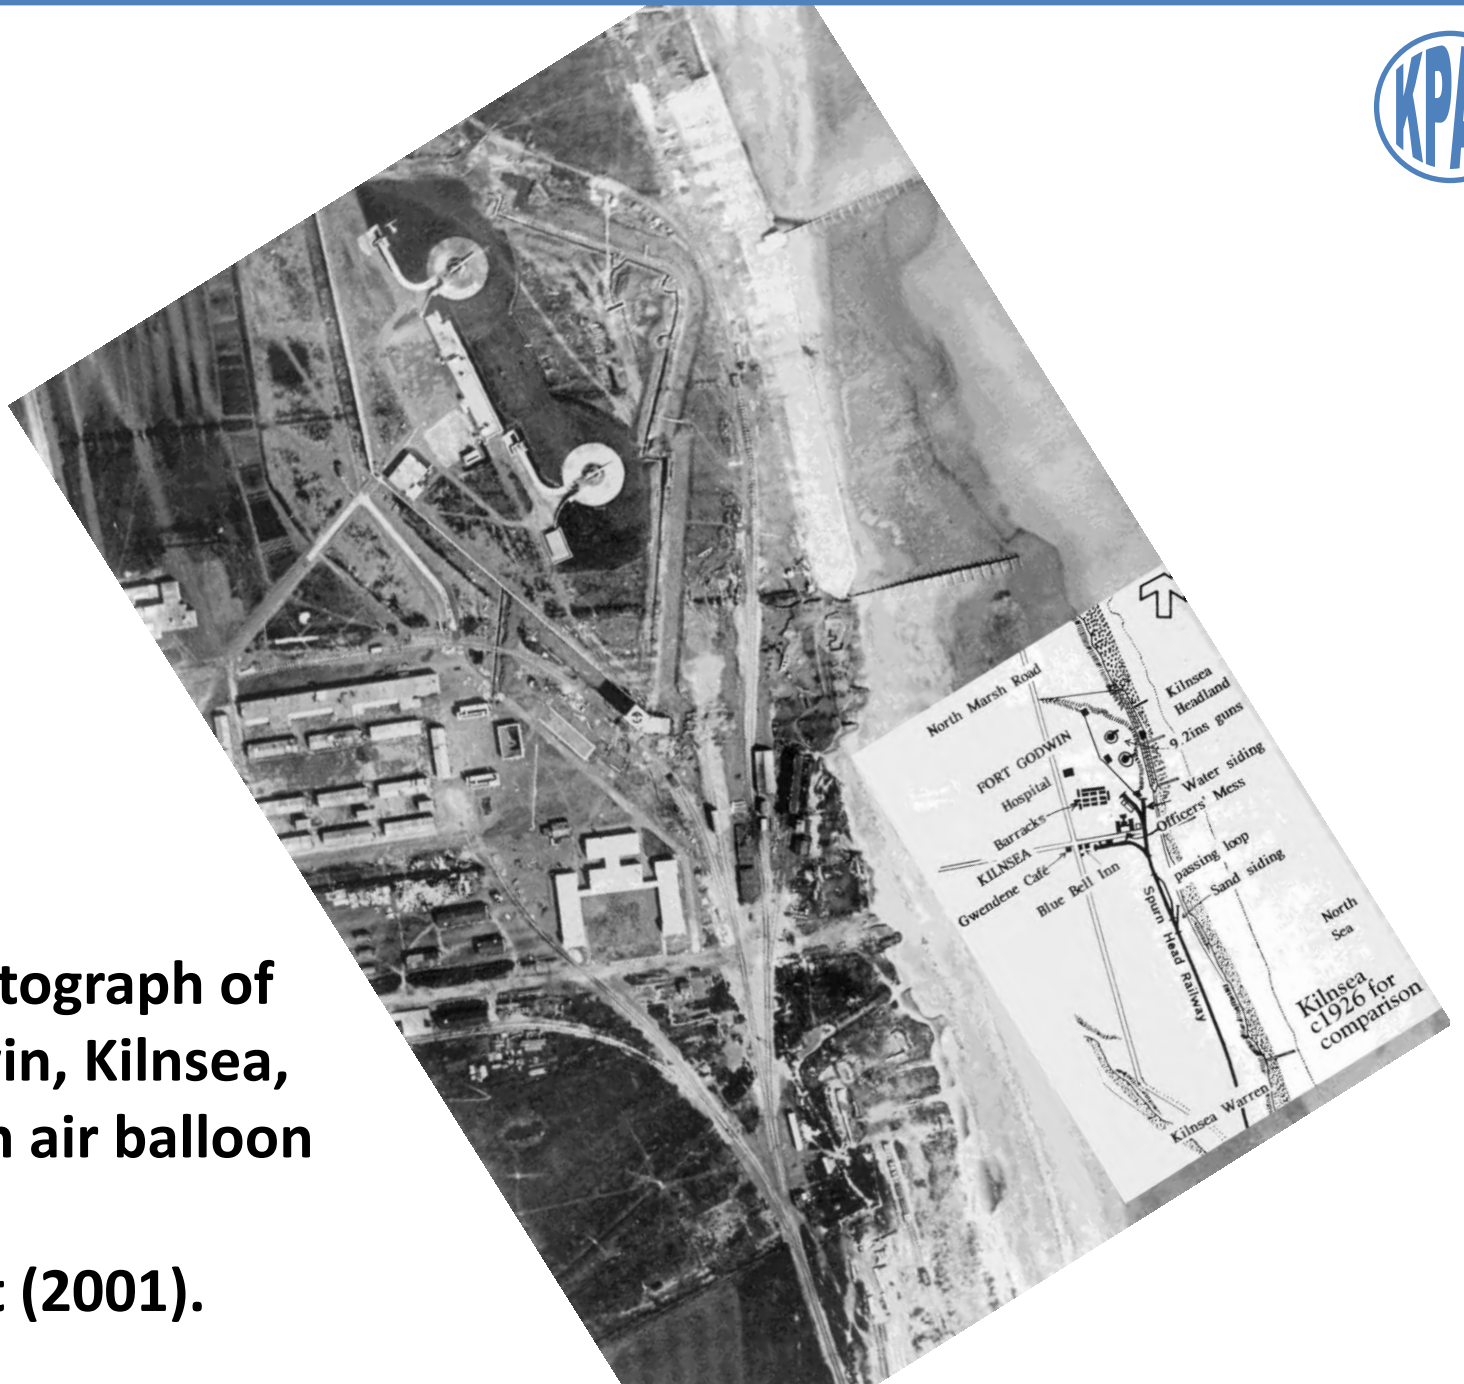 KPA
North Marsh Road
Kilnsea
Headland
9.2ins guns
FORT GODWIN
Hospital
Water siding
Barracks
Officers' Mess
KILNSEA
Gwendene Café
Blue Bell Inn
passing loop
Sand siding
Spurn Head Railway
North
Sea
Kilnsea
c1926 for
comparison
Kilnsea Warren
tograph of
in, Kilnsea,
air balloon
(2001).